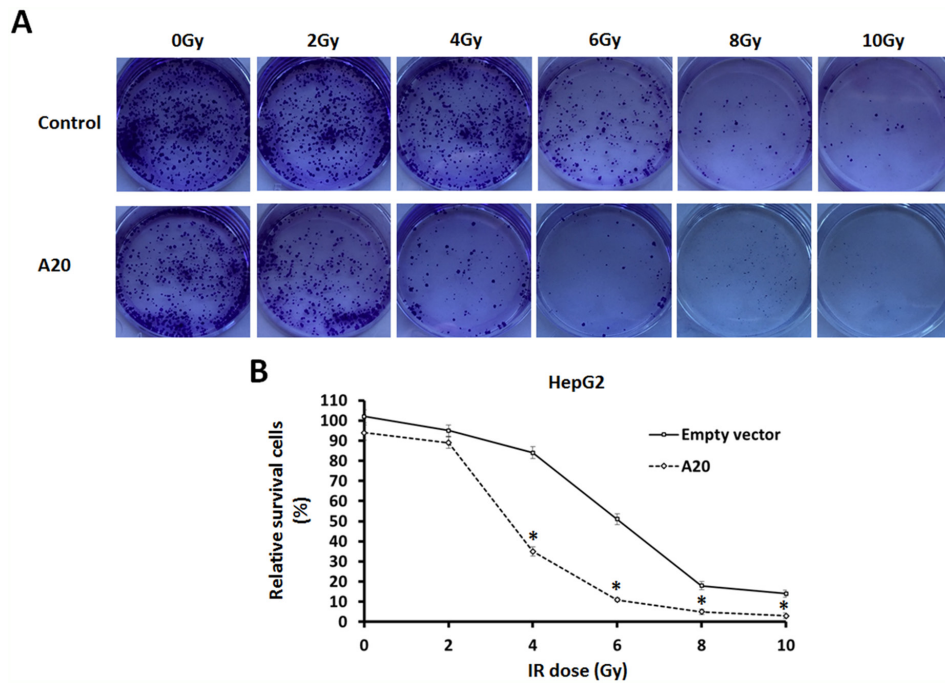 A
0Gy 2Gy 4Gy 6Gy 8Gy 10Gy
Control
A20
B
HepG2
110
100
90
80
70
60
50
40
30
20
10
0
Relative survival cells
(%)
Empty vector
A20
*
*
*
*
0 2 4 6 8 10
IR dose (Gy)